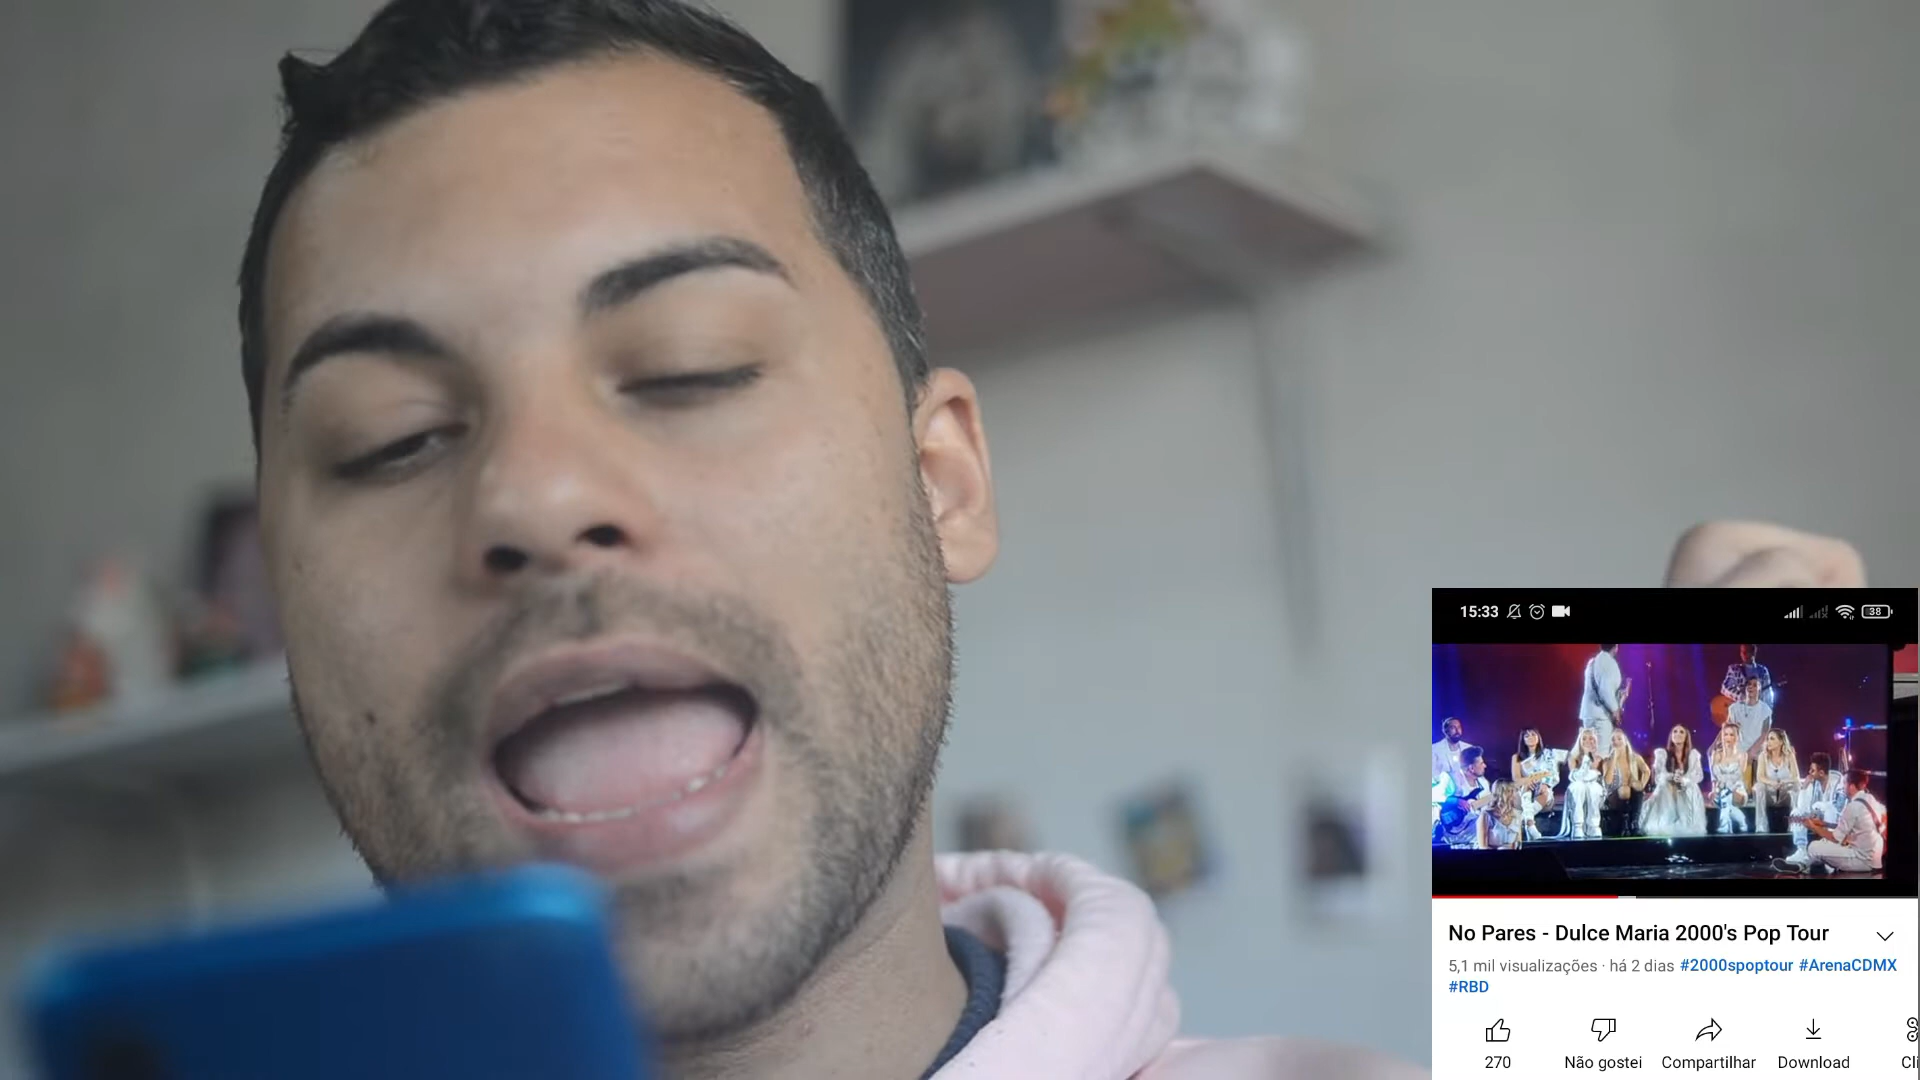 15:33
38
No Pares - Dulce Maria 2000's Pop Tour
5,1 mil visualizações · há 2 dias #2000spoptour #ArenaCDMX
#RBD
270
Não gostei
Compartilhar
Download
Cli